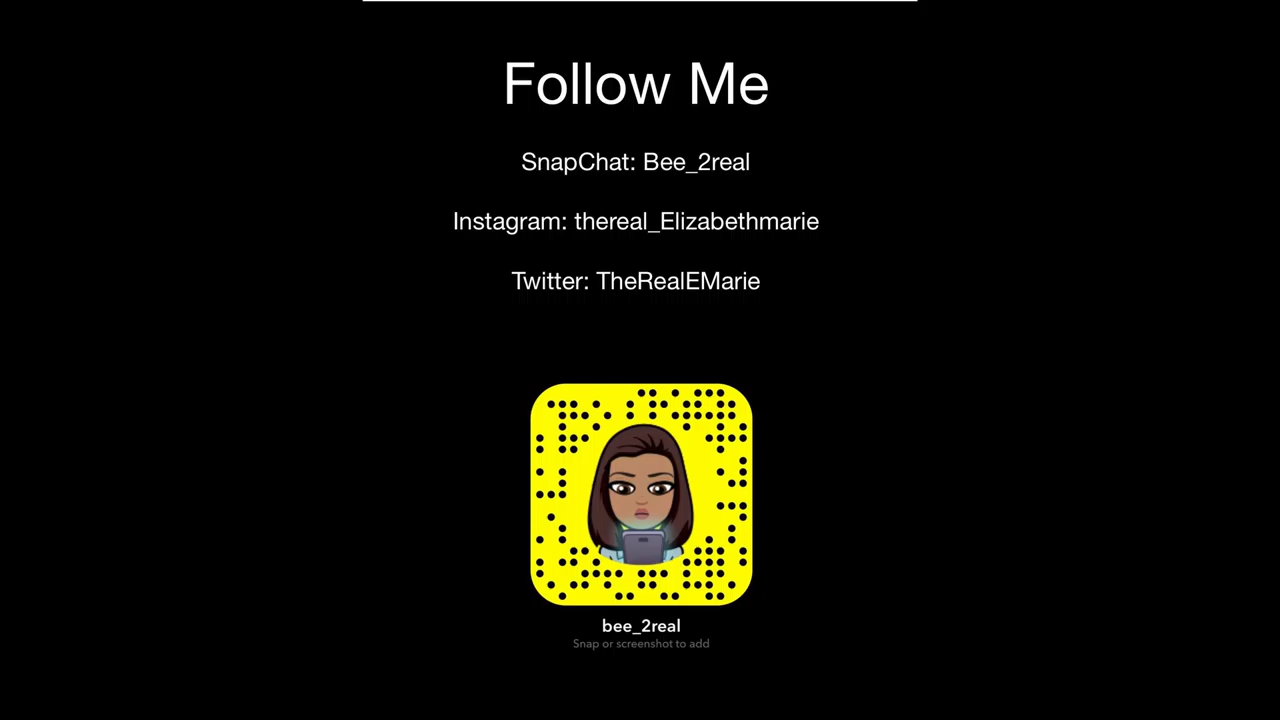 Follow Me
SnapChat: Bee_2real
Instagram: thereal_Elizabethmarie
Twitter: TheRealEMarie
bee_2real
Snap or screenshot to add